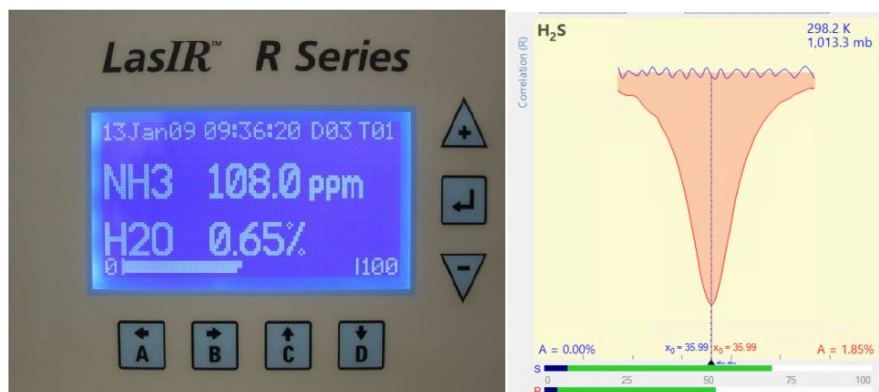 LasIR™ R Series
13Jan09 09:36:20 D03 T01
NH3 108.0 ppm
H2O 0.65%
0 100
+
-
A B C D
H₂S
298.2 K
1,013.3 mb
Correlation (R)
A = 0.00% x₀ = 35.99 x₀ = 35.99 A = 1.85%
S
0 25 50 75 100
R